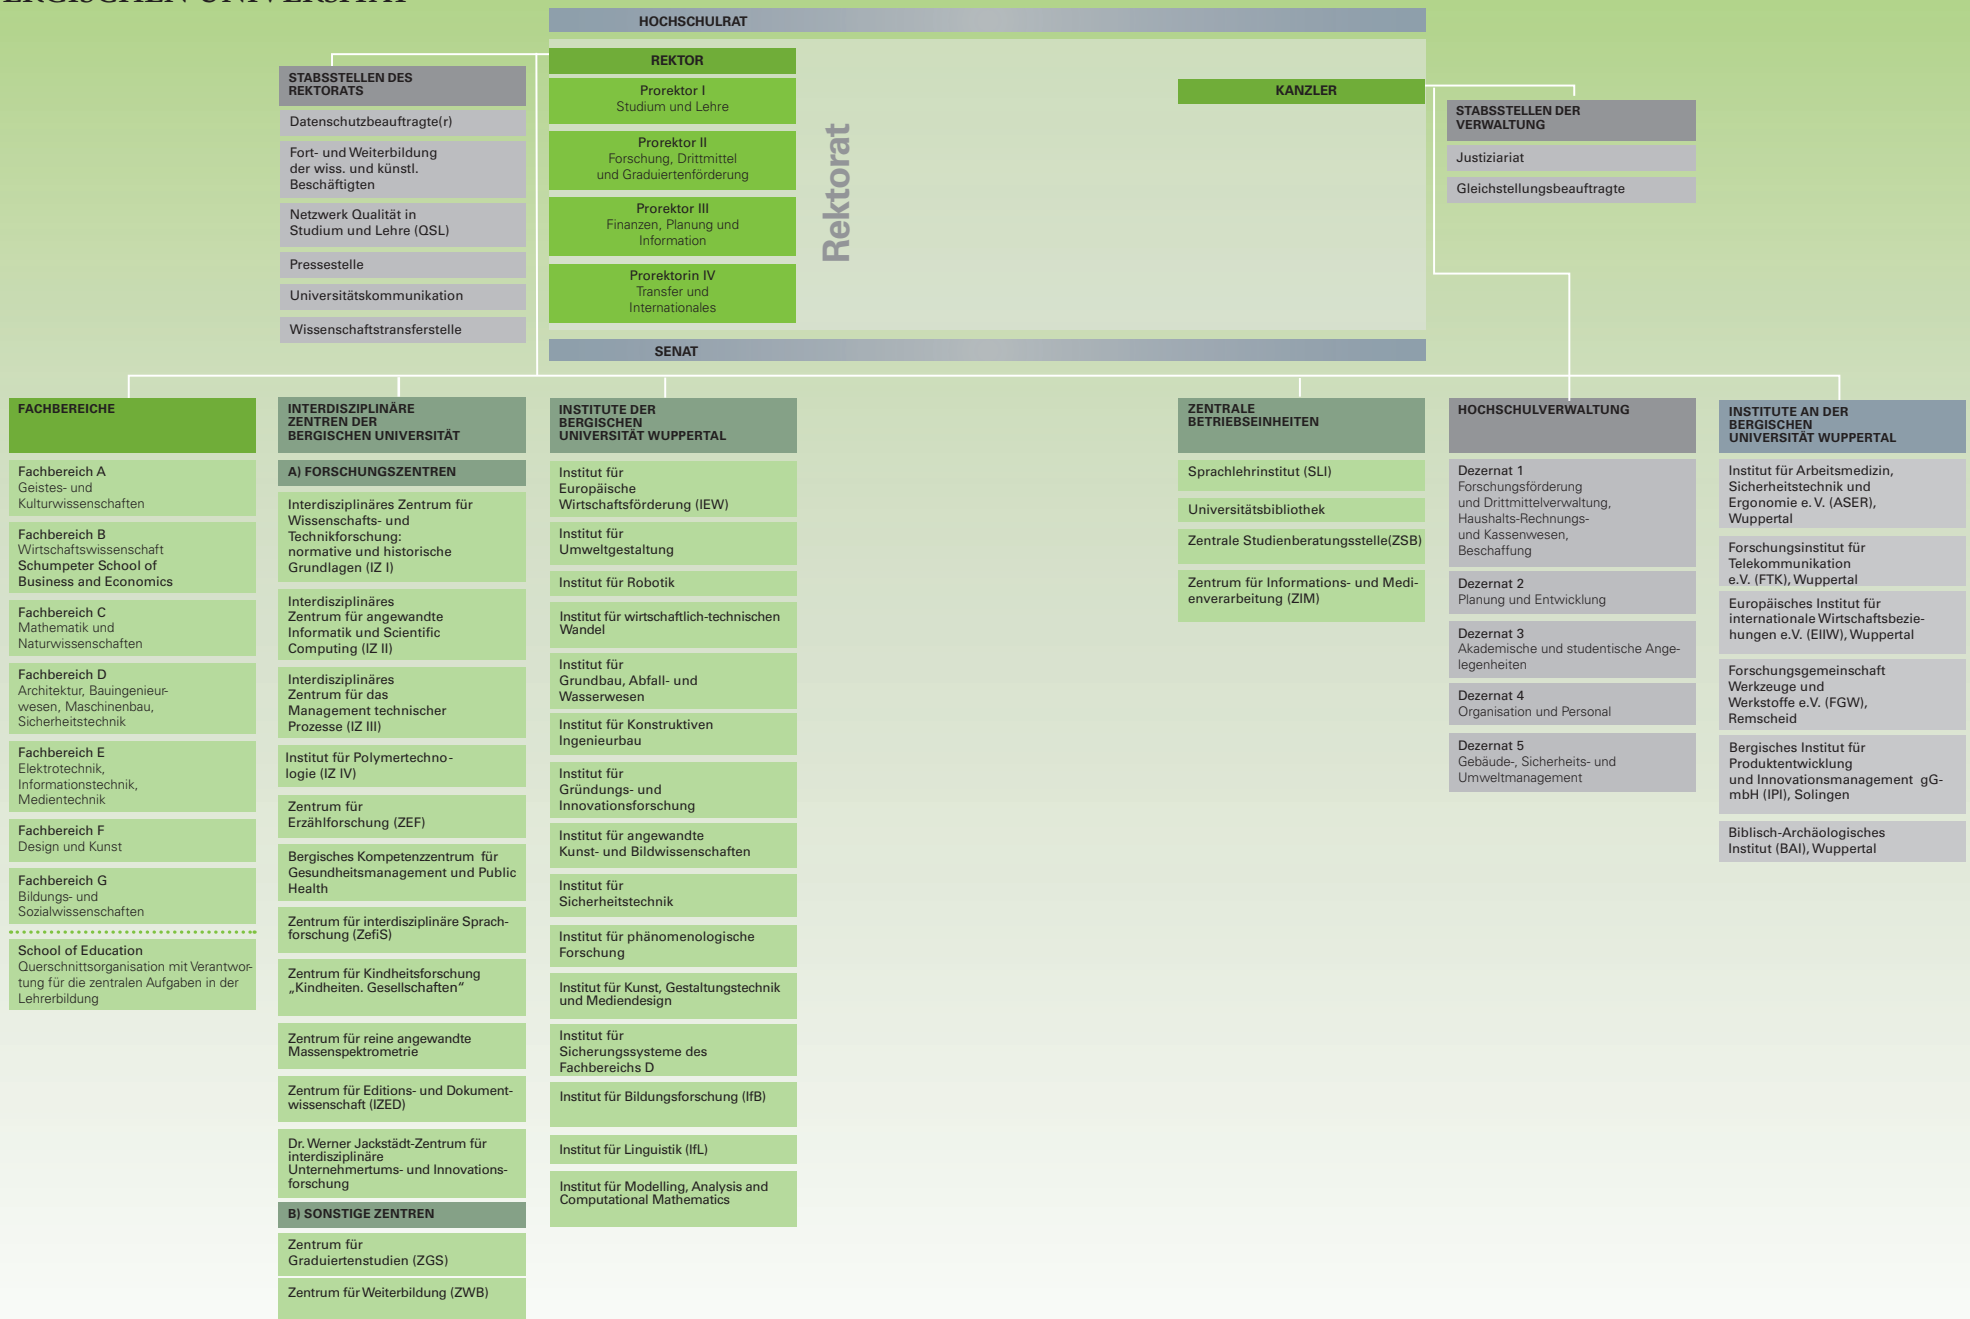 HOCHSCHULRAT
REKTOR
Prorektor I
Studium und Lehre
Prorektor II
Forschung, Drittmittel
und Graduiertenförderung
Prorektor III
Finanzen, Planung und
Information
Prorektorin IV
Transfer und
Internationales
Rektorat
KANZLER
SENAT
STABSSTELLEN DES
REKTORATS
Datenschutzbeauftragte(r)
Fort- und Weiterbildung
der wiss. und künstl.
Beschäftigten
Netzwerk Qualität in
Studium und Lehre (QSL)
Pressestelle
Universitätskommunikation
Wissenschaftstransferstelle
STABSSTELLEN DER
VERWALTUNG
Justiziariat
Gleichstellungsbeauftragte
FACHBEREICHE
Fachbereich A
Geistes- und
Kulturwissenschaften
Fachbereich B
Wirtschaftswissenschaft
Schumpeter School of
Business and Economics
Fachbereich C
Mathematik und
Naturwissenschaften
Fachbereich D
Architektur, Bauingenieur-
wesen, Maschinenbau,
Sicherheitstechnik
Fachbereich E
Elektrotechnik,
Informationstechnik,
Medientechnik
Fachbereich F
Design und Kunst
Fachbereich G
Bildungs- und
Sozialwissenschaften
School of Education
Querschnittsorganisation mit Verantwor-
tung für die zentralen Aufgaben in der
Lehrerbildung
INTERDISZIPLINÄRE
ZENTREN DER
BERGISCHEN UNIVERSITÄT
A) FORSCHUNGSZENTREN
Interdisziplinäres Zentrum für
Wissenschafts- und
Technikforschung:
normative und historische
Grundlagen (IZ I)
Interdisziplinäres
Zentrum für angewandte
Informatik und Scientific
Computing (IZ II)
Interdisziplinäres
Zentrum für das
Management technischer
Prozesse (IZ III)
Institut für Polymertechno-
logie (IZ IV)
Zentrum für
Erzählforschung (ZEF)
Bergisches Kompetenzzentrum für
Gesundheitsmanagement und Public
Health
Zentrum für interdisziplinäre Sprach-
forschung (ZefiS)
Zentrum für Kindheitsforschung
„Kindheiten. Gesellschaften“
Zentrum für reine angewandte
Massenspektrometrie
Zentrum für Editions- und Dokument-
wissenschaft (IZED)
Dr. Werner Jackstädt-Zentrum für
interdisziplinäre
Unternehmertums- und Innovations-
forschung
B) SONSTIGE ZENTREN
Zentrum für
Graduiertenstudien (ZGS)
Zentrum für Weiterbildung (ZWB)
INSTITUTE DER
BERGISCHEN
UNIVERSITÄT WUPPERTAL
Institut für
Europäische
Wirtschaftsförderung (IEW)
Institut für
Umweltgestaltung
Institut für Robotik
Institut für wirtschaftlich-technischen
Wandel
Institut für
Grundbau, Abfall- und
Wasserwesen
Institut für Konstruktiven
Ingenieurbau
Institut für
Gründungs- und
Innovationsforschung
Institut für angewandte
Kunst- und Bildwissenschaften
Institut für
Sicherheitstechnik
Institut für phänomenologische
Forschung
Institut für Kunst, Gestaltungstechnik
und Mediendesign
Institut für
Sicherungssysteme des
Fachbereichs D
Institut für Bildungsforschung (IfB)
Institut für Linguistik (IfL)
Institut für Modelling, Analysis and
Computational Mathematics
ZENTRALE
BETRIEBSEINHEITEN
Sprachlehrinstitut (SLI)
Universitätsbibliothek
Zentrale Studienberatungsstelle(ZSB)
Zentrum für Informations- und Medi-
enverarbeitung (ZIM)
HOCHSCHULVERWALTUNG
Dezernat 1
Forschungsförderung
und Drittmittelverwaltung,
Haushalts-Rechnungs-
und Kassenwesen,
Beschaffung
Dezernat 2
Planung und Entwicklung
Dezernat 3
Akademische und studentische Ange-
legenheiten
Dezernat 4
Organisation und Personal
Dezernat 5
Gebäude-, Sicherheits- und
Umweltmanagement
INSTITUTE AN DER
BERGISCHEN
UNIVERSITÄT WUPPERTAL
Institut für Arbeitsmedizin,
Sicherheitstechnik und
Ergonomie e. V. (ASER),
Wuppertal
Forschungsinstitut für
Telekommunikation
e.V. (FTK), Wuppertal
Europäisches Institut für
internationale Wirtschaftsbezie-
hungen e.V. (EIIW), Wuppertal
Forschungsgemeinschaft
Werkzeuge und
Werkstoffe e.V. (FGW),
Remscheid
Bergisches Institut für
Produktentwicklung
und Innovationsmanagement gG-
mbH (IPI), Solingen
Biblisch-Archäologisches
Institut (BAI), Wuppertal